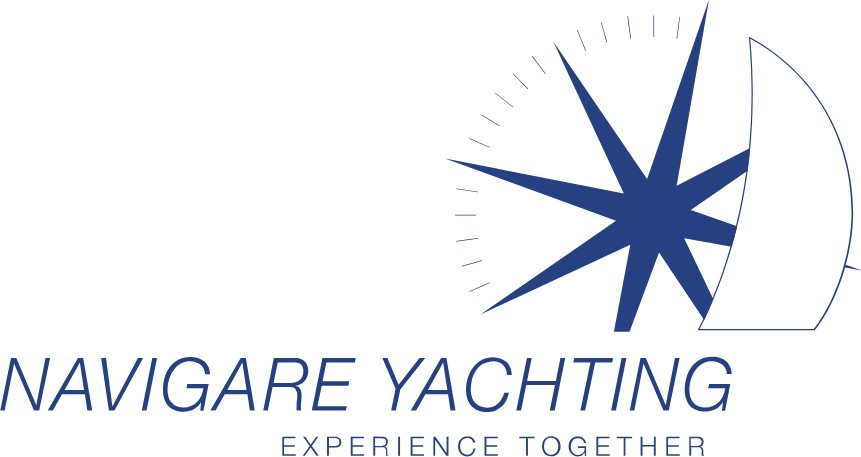 NAVIGARE YACHTING
EXPERIENCE TOGETHER